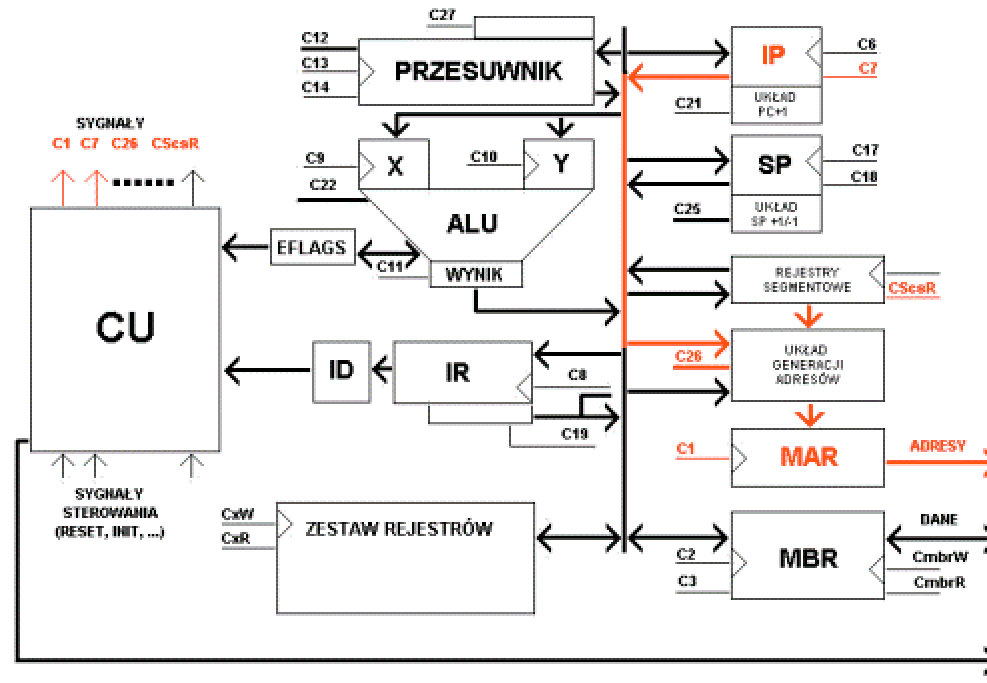 C27
C12
C13
C14
PRZESUWNIK
IP
C6
C7
C21
UKŁAD
PC+1
SYGNAŁY
C1 C7 C26 CScsR
C9
X
C10
Y
C22
ALU
SP
C17
C18
C25
UKŁAD
SP +1/-1
EFLAGS
C11
WYNIK
REJESTRY
SEGMENTOWE
CScsR
CU
ID
IR
C8
C19
C26
UKŁAD
GENERACJI
ADRESÓW
C1
MAR
ADRESY
SYGNAŁY
STEROWANIA
(RESET, INIT, ...)
CxW
CxR
ZESTAW REJESTRÓW
C2
C3
MBR
DANE
CmbrW
CmbrR